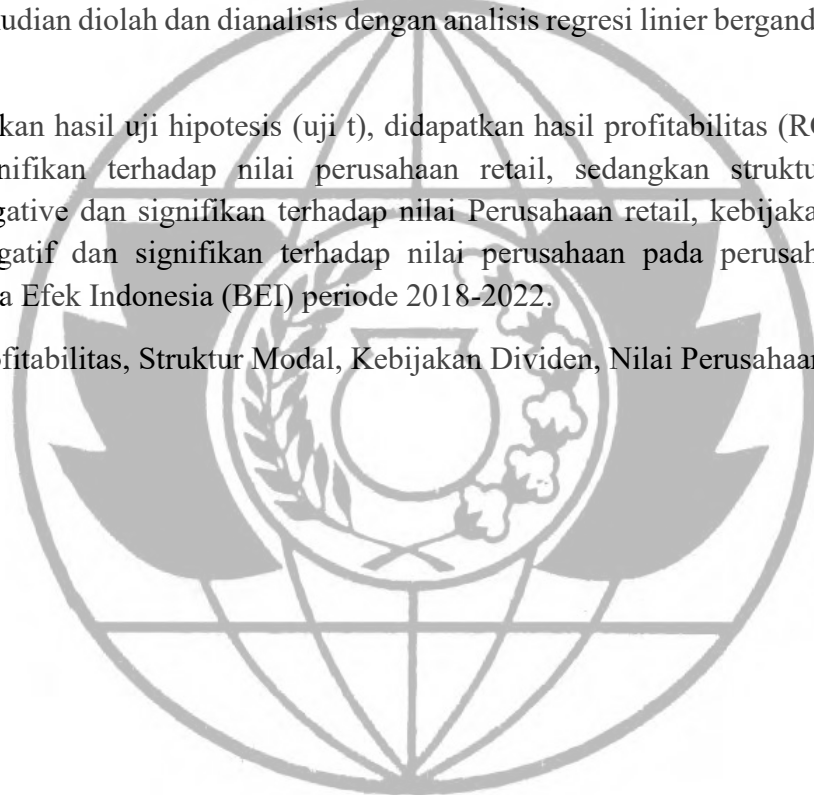 udian diolah dan dianalisis dengan analisis regresi linier bergand
kan hasil uji hipotesis (uji t), didapatkan hasil profitabilitas (RO
nifikan terhadap nilai perusahaan retail, sedangkan struktu
gative dan signifikan terhadap nilai Perusahaan retail, kebijaka
gatif dan signifikan terhadap nilai perusahaan pada perusah
a Efek Indonesia (BEI) periode 2018-2022.
ofitabilitas, Struktur Modal, Kebijakan Dividen, Nilai Perusahaan